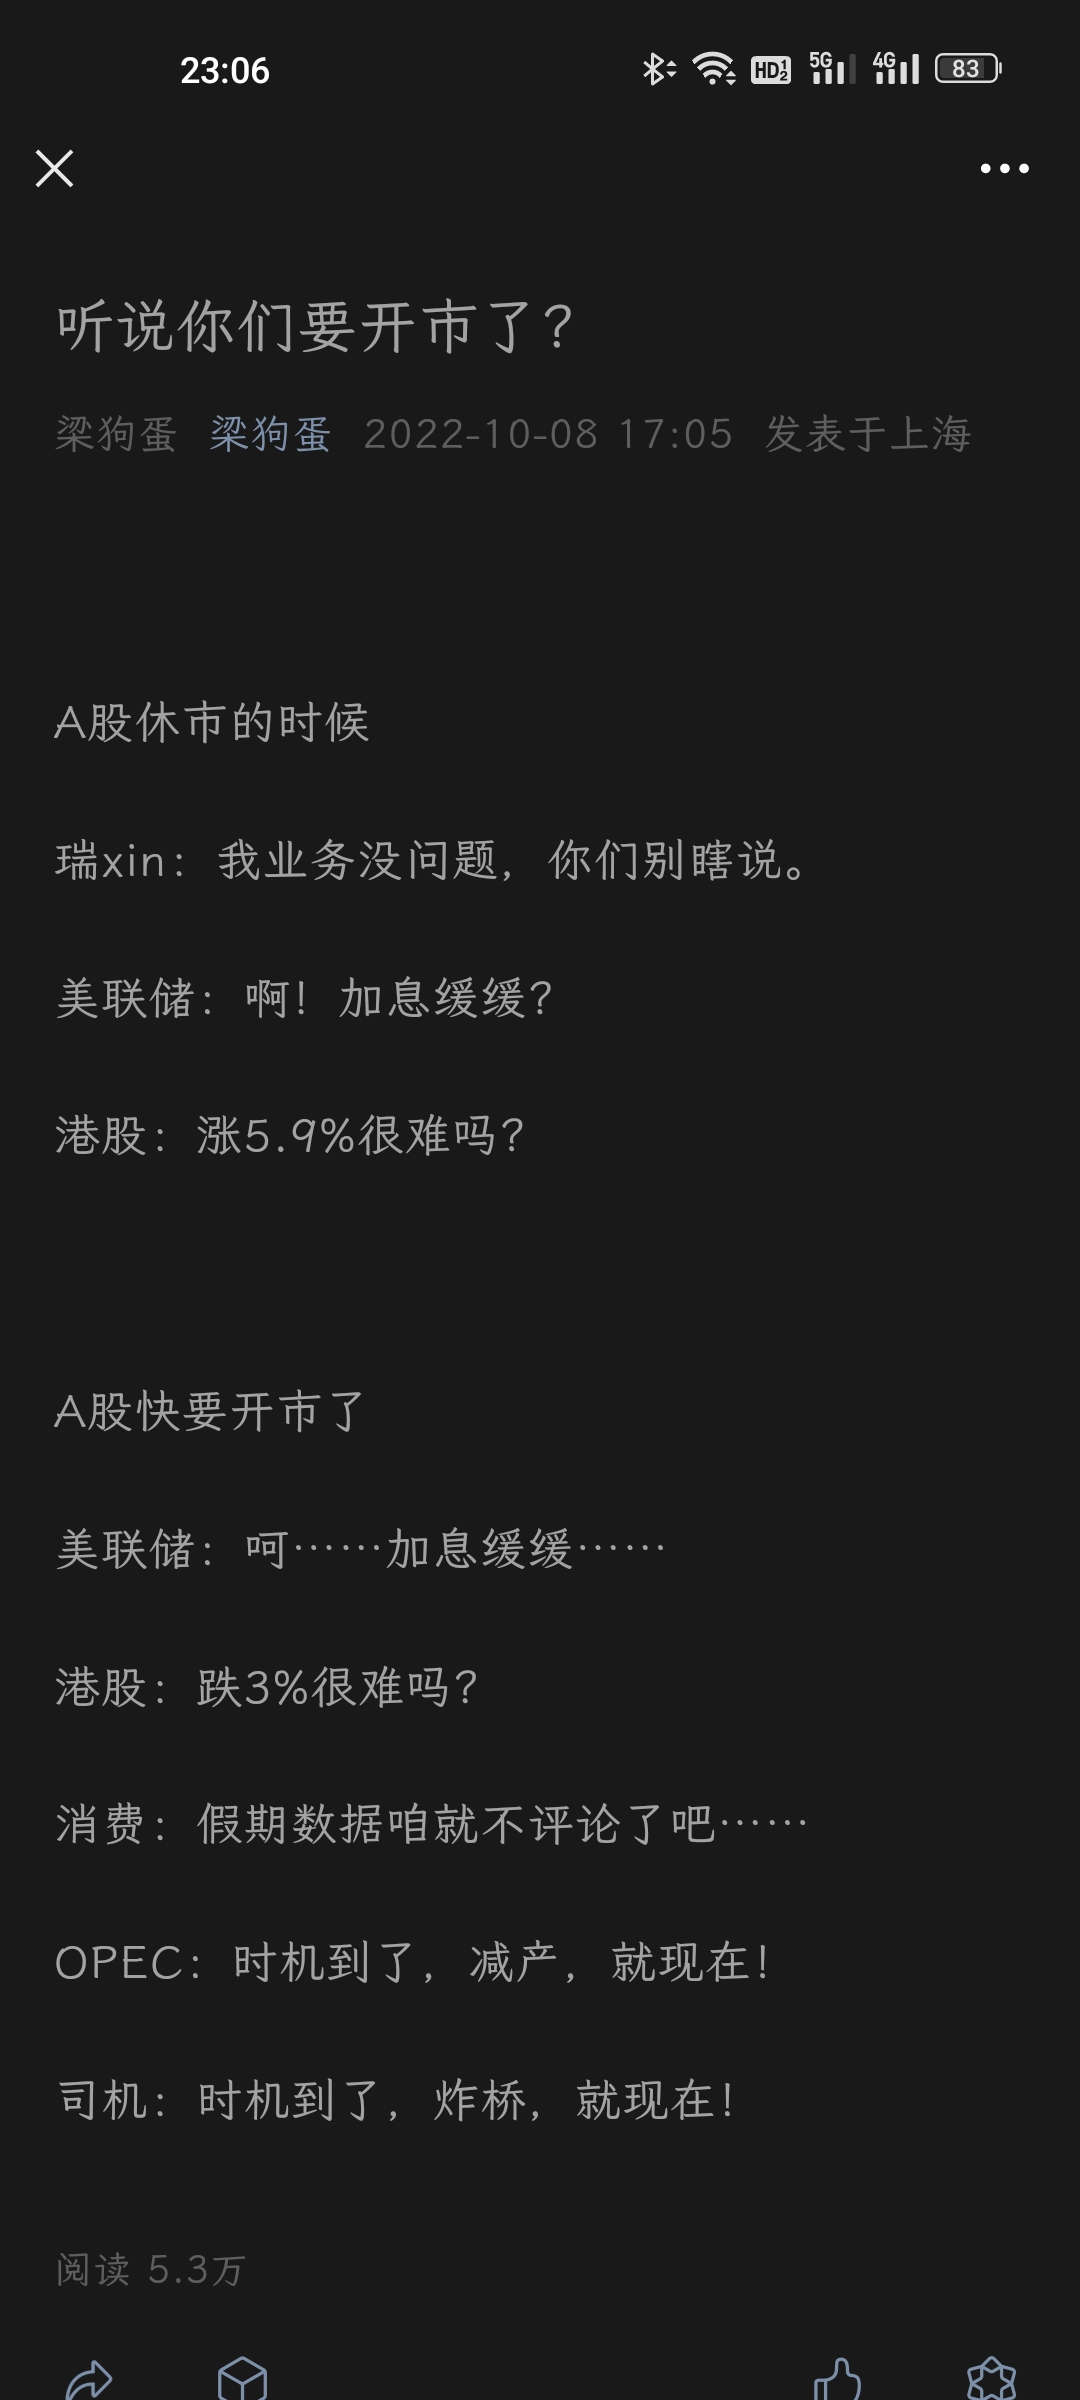 23:06
HD 1 2 5G 4G 83
听说你们要开市了?
梁狗蛋 梁狗蛋 2022-10-08 17:05 发表于上海
A股休市的时候
瑞xin：我业务没问题，你们别瞎说。
美联储：啊！加息缓缓？
港股：涨5.9%很难吗？
A股快要开市了
美联储：呵……加息缓缓……
港股：跌3%很难吗？
消费：假期数据咱就不评论了吧……
OPEC：时机到了，减产，就现在！
司机：时机到了，炸桥，就现在！
阅读 5.3万